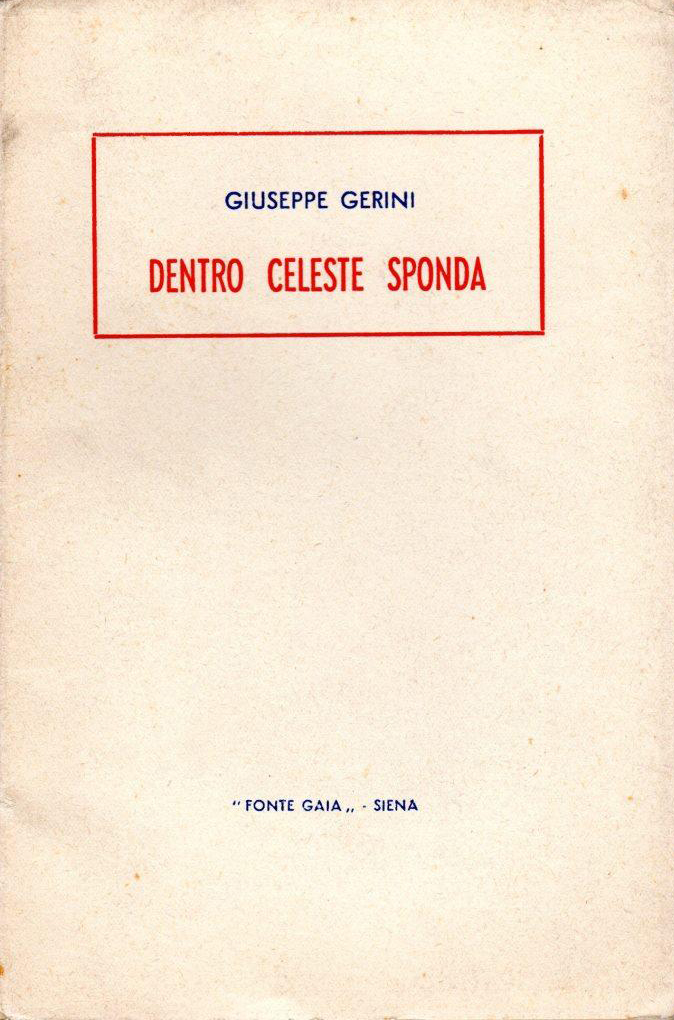 GIUSEPPE GERINI
DENTRO CELESTE SPONDA
“FONTE GAIA„ - SIENA